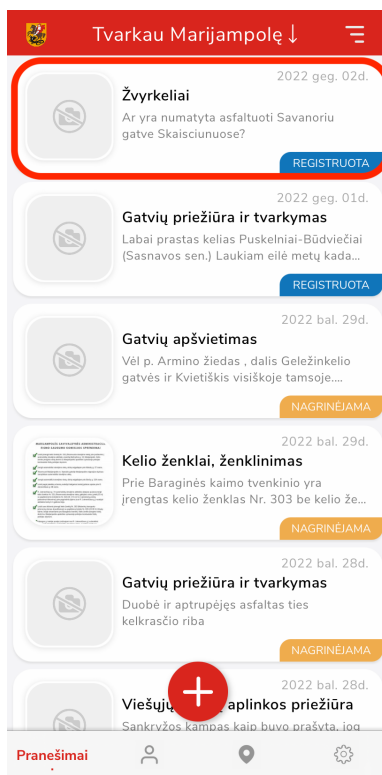 Tvarkau Marijampolę↓
2022 geg. 02d.
Žvyrkeliai
Ar yra numatyta asfaltuoti Savanoriu
gatve Skaisciunuose?
REGISTRUOTA
2022 geg. 01d.
Gatvių priežiūra ir tvarkymas
Labai prastas kelias Puskelniai-Būdviečiai
(Sasnavos sen.) Laukiam eilė metų kada...
REGISTRUOTA
2022 bal. 29d.
Gatvių apšvietimas
Vėl p. Armino žiedas , dalis Geležinkelio
gatvės ir Kvietiškis visiškoje tamsoje....
NAGRINĖJAMA
2022 bal. 29d.
Kelio ženklai, ženklinimas
Prie Baraginės kaimo tvenkinio yra
įrengtas kelio ženklas Nr. 303 be kelio že...
NAGRINĖJAMA
2022 bal. 28d.
Gatvių priežiūra ir tvarkymas
Duobė ir aptrupėjęs asfaltas ties
kelkrasčio riba
NAGRINĖJAMA
2022 bal. 28d.
aplinkos priežiūra
Sankryžos kampas kaip buvo prašyta, jog
Pranešimai